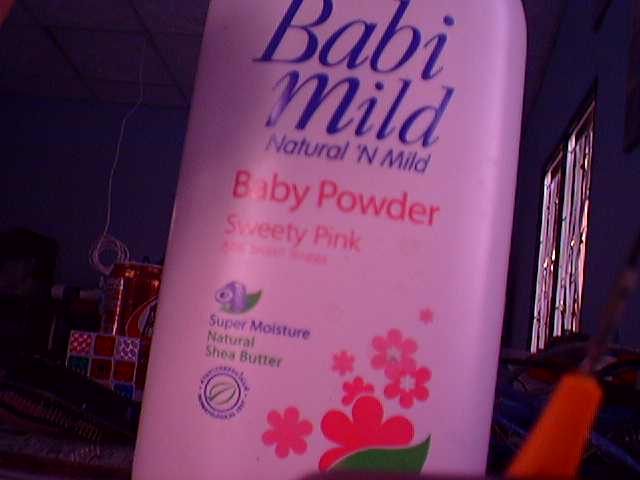 Babi
Mild
Natural 'N Mild
Baby Powder
Sweety Pink
Super Moisture
Natural
Shea Butter